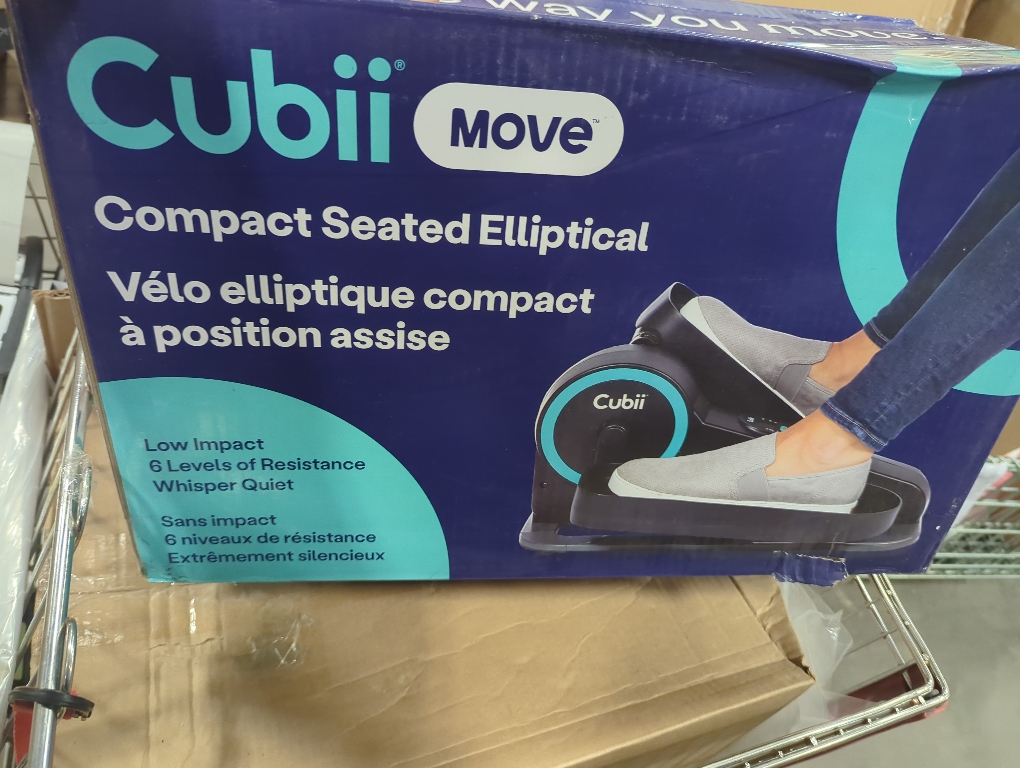 way you move
Cubii®
MOVE™
Compact Seated Elliptical
Vélo elliptique compact
à position assise
Cubii
Low Impact
6 Levels of Resistance
Whisper Quiet
Sans impact
6 niveaux de résistance
Extrêmement silencieux